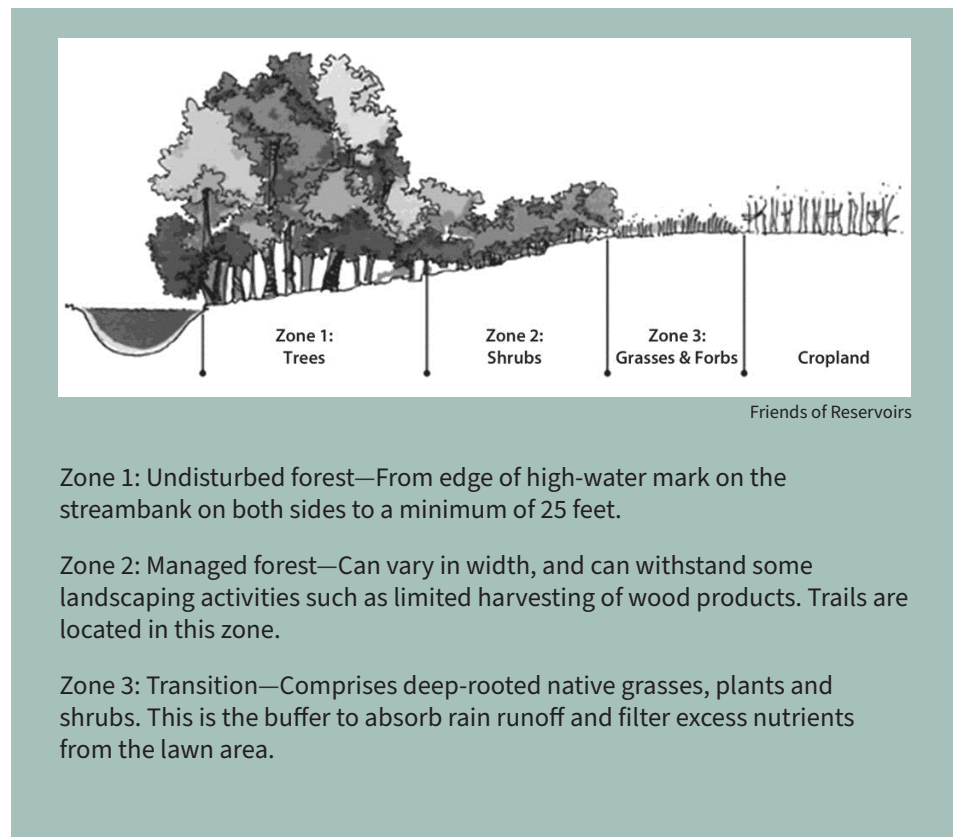 Zone 1:
Trees
Zone 2:
Shrubs
Zone 3:
Grasses & Forbs
Cropland
Friends of Reservoirs
Zone 1: Undisturbed forest—From edge of high-water mark on the
streambank on both sides to a minimum of 25 feet.
Zone 2: Managed forest—Can vary in width, and can withstand some
landscaping activities such as limited harvesting of wood products. Trails are
located in this zone.
Zone 3: Transition—Comprises deep-rooted native grasses, plants and
shrubs. This is the buffer to absorb rain runoff and filter excess nutrients
from the lawn area.